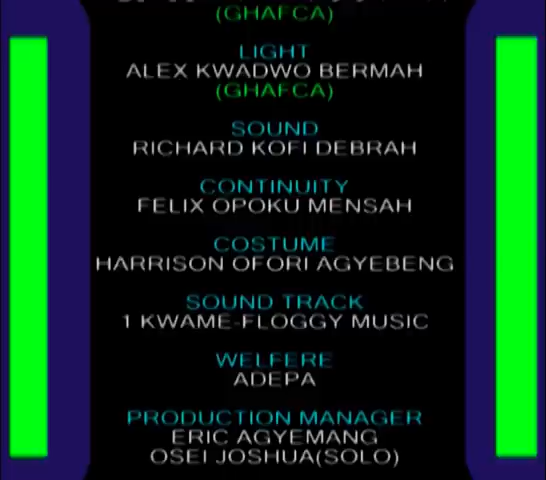 (GHAFCA)
LIGHT
ALEX KWADWO BERMAH
(GHAFCA)
SOUND
RICHARD KOFI DEBRAH
CONTINUITY
FELIX OPOKU MENSAH
COSTUME
HARRISON OFORI AGYEBENG
SOUND TRACK
1 KWAME-FLOGGY MUSIC
WELFERE
ADEPA
PRODUCTION MANAGER
ERIC AGYEMANG
OSEI JOSHUA(SOLO)